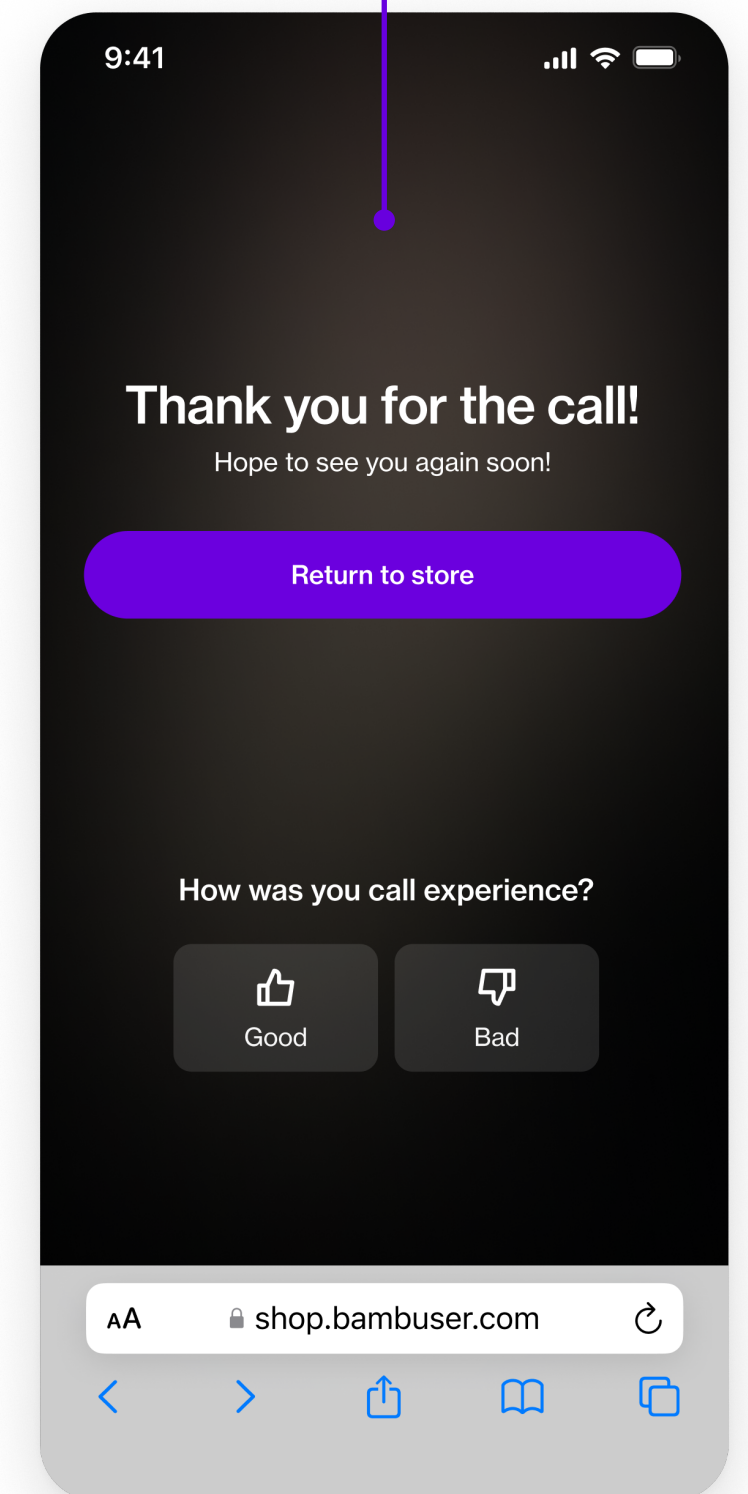 9:41
Thank you for the call!
Hope to see you again soon!
Return to store
How was you call experience?
Good
Bad
AA
shop.bambuser.com